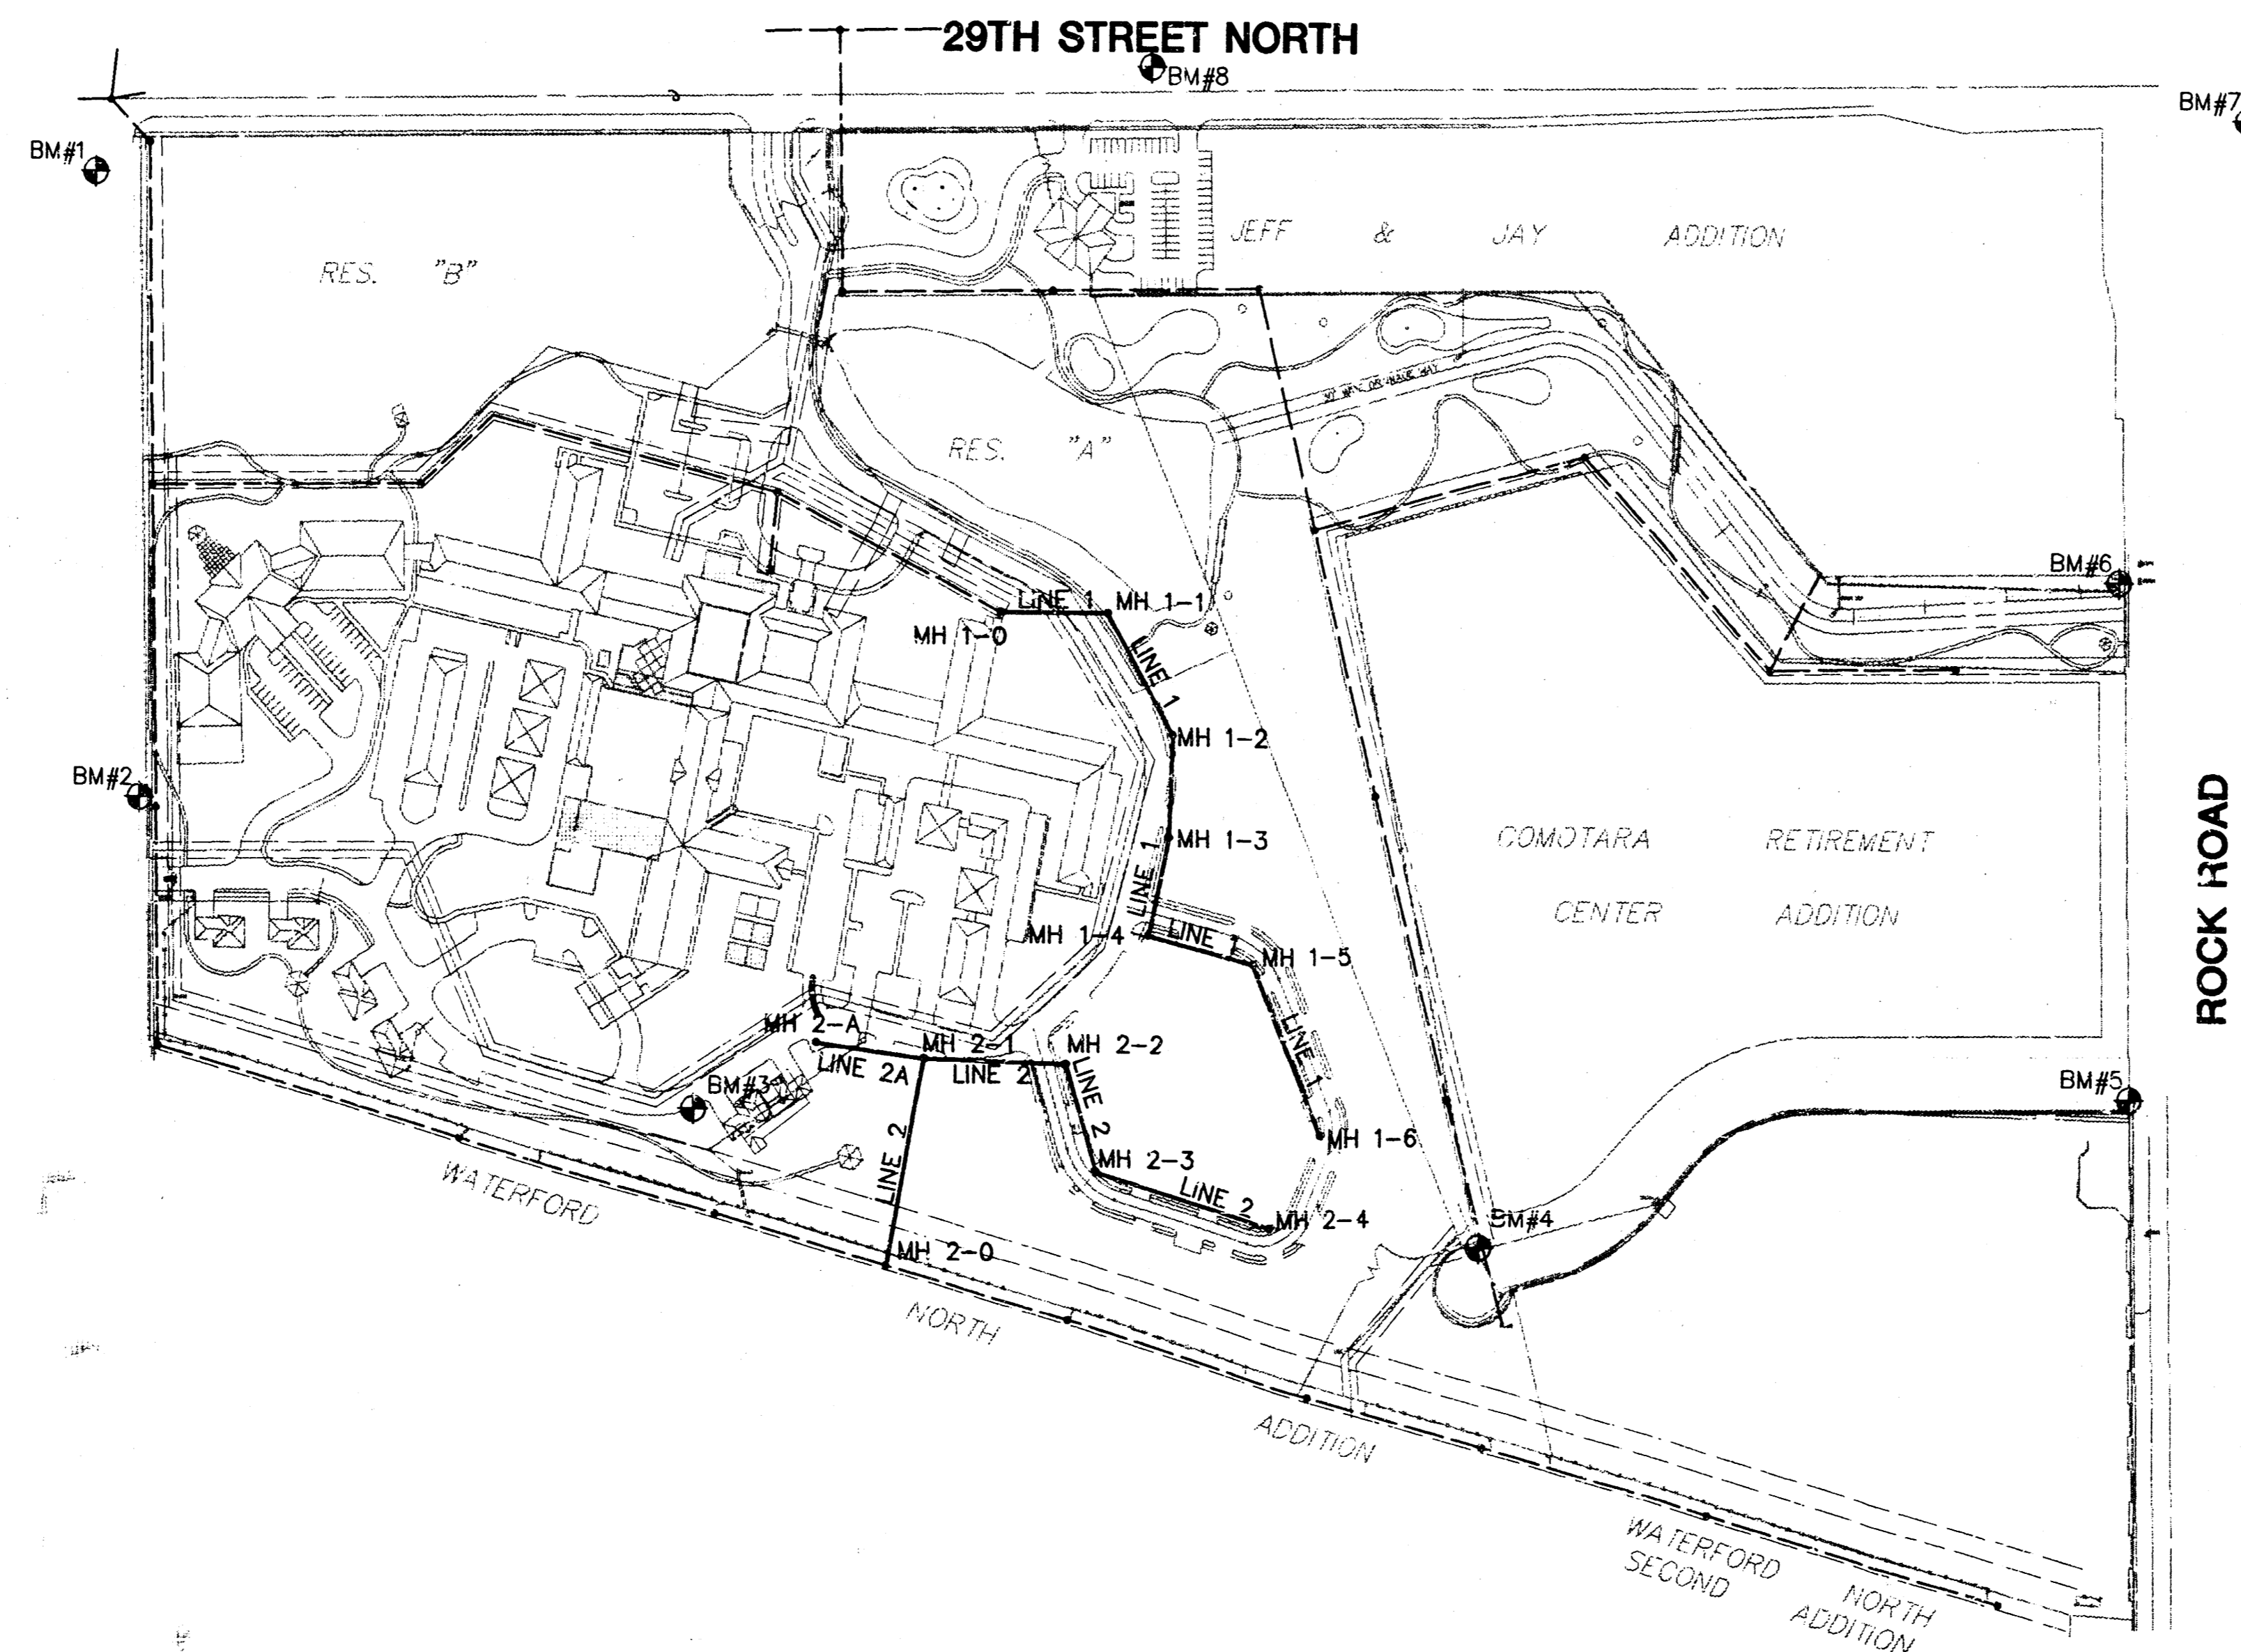 29TH STREET NORTH
BM#8
BM#7
BM#1
JEFF & JAY ADDITION
RES. "B"
RES. "A"
BM#6
LINE 1
MH 1-1
MH 1-0
LINE 1
MH 1-2
BM#2
MH 1-3
COMOTARA RETIREMENT
CENTER ADDITION
ROCK ROAD
LINE 1
MH 1-4
LINE 1
MH 1-5
LINE 1
MH 2-A
MH 2-1
MH 2-2
LINE 2A
LINE 2
LINE 2
BM#3
BM#5
MH 1-6
LINE 2
MH 2-3
LINE 2
MH 2-4
BM#4
MH 2-0
WATERFORD
NORTH
ADDITION
WATERFORD NORTH
SECOND ADDITION